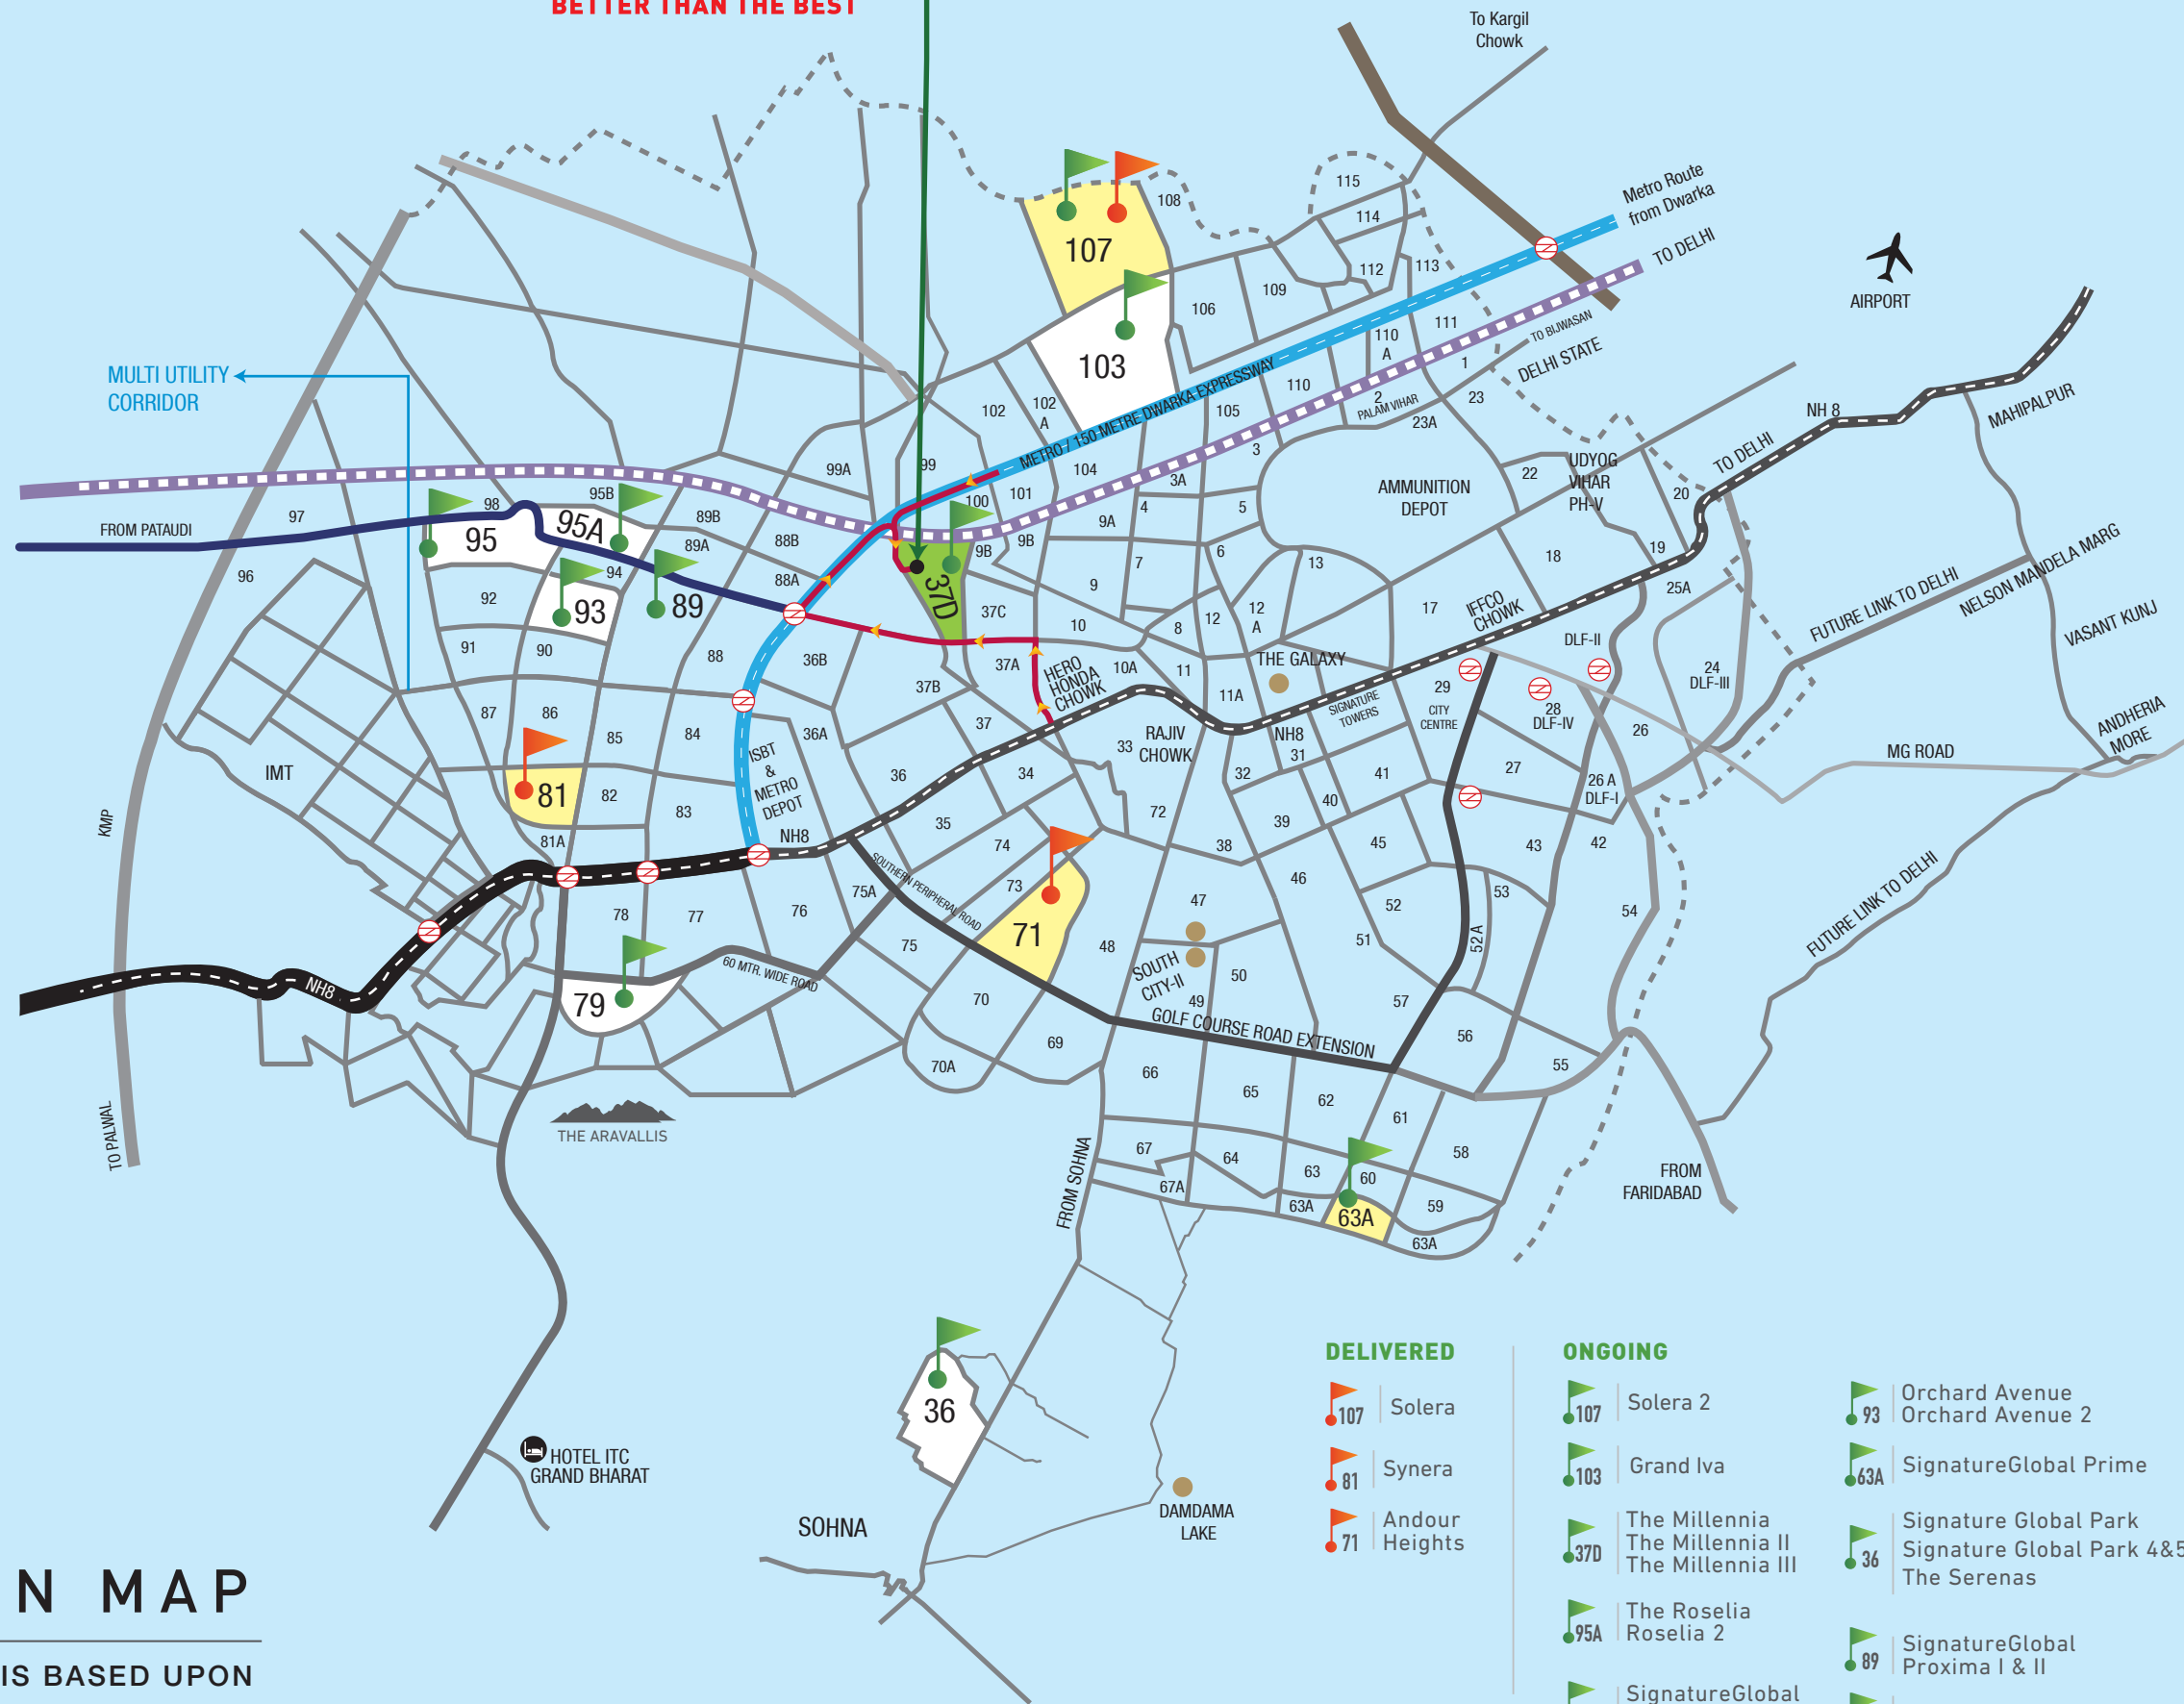 BETTER THAN THE BEST
To Kargil
Chowk
Metro Route
from Dwarka
TO DELHI
AIRPORT
MULTI UTILITY
CORRIDOR
115
108
114
107
112
113
109
106
111
110
A
TO BIJWASAN
DELHI STATE
1
103
METRO / 150 METRE DWARKA EXPRESSWAY
110
2
PALAM VIHAR
23
23A
NH 8
MAHIPALPUR
102
102
A
105
TO DELHI
3
99A
99
104
3A
22
UDYOG
VIHAR
PH-V
20
AMMUNITION
DEPOT
95B
98
97
100
101
4
5
9A
FROM PATAUDI
95
95A
89B
89A
88B
9B
9B
6
18
19
96
94
88A
7
13
25A
92
93
89
37D
9
37C
12
12
A
17
IFFCO
CHOWK
FUTURE LINK TO DELHI
NELSON MANDELA MARG
VASANT KUNJ
10
8
DLF-II
91
90
88
36B
37A
10A
11
THE GALAXY
24
DLF-III
HERO
HONDA
CHOWK
37B
11A
29
CITY
CENTRE
SIGNATURE
TOWERS
28
DLF-IV
26
ANDHERIA
MORE
MG ROAD
87
86
85
84
36A
37
33
RAJIV
CHOWK
NH8
31
IMT
ISBT
&
METRO
DEPOT
36
34
32
41
27
26 A
DLF-I
81
82
83
NH8
35
72
40
39
KMP
81A
74
38
45
43
42
SOUTHERN PERIPHERAL ROAD
75A
73
46
53
78
77
76
47
52
54
71
75
48
51
52A
FUTURE LINK TO DELHI
60 MTR. WIDE ROAD
SOUTH
CITY-II
50
NH8
79
70
49
57
GOLF COURSE ROAD EXTENSION
69
56
70A
66
55
65
62
61
TO PALWAL
THE ARAVALLIS
FROM SOHNA
67
64
63
60
58
67A
63A
63A
59
63A
FROM
FARIDABAD
36
HOTEL ITC
GRAND BHARAT
SOHNA
DAMDAMA
LAKE
DELIVERED
107 Solera
81 Synera
71 Andour
Heights
ONGOING
107 Solera 2
103 Grand Iva
37D The Millennia
The Millennia II
The Millennia III
95A The Roselia
Roselia 2
SignatureGlobal
93 Orchard Avenue
Orchard Avenue 2
63A SignatureGlobal Prime
36 Signature Global Park
Signature Global Park 4&5
The Serenas
89 SignatureGlobal
Proxima I & II
N MAP
IS BASED UPON